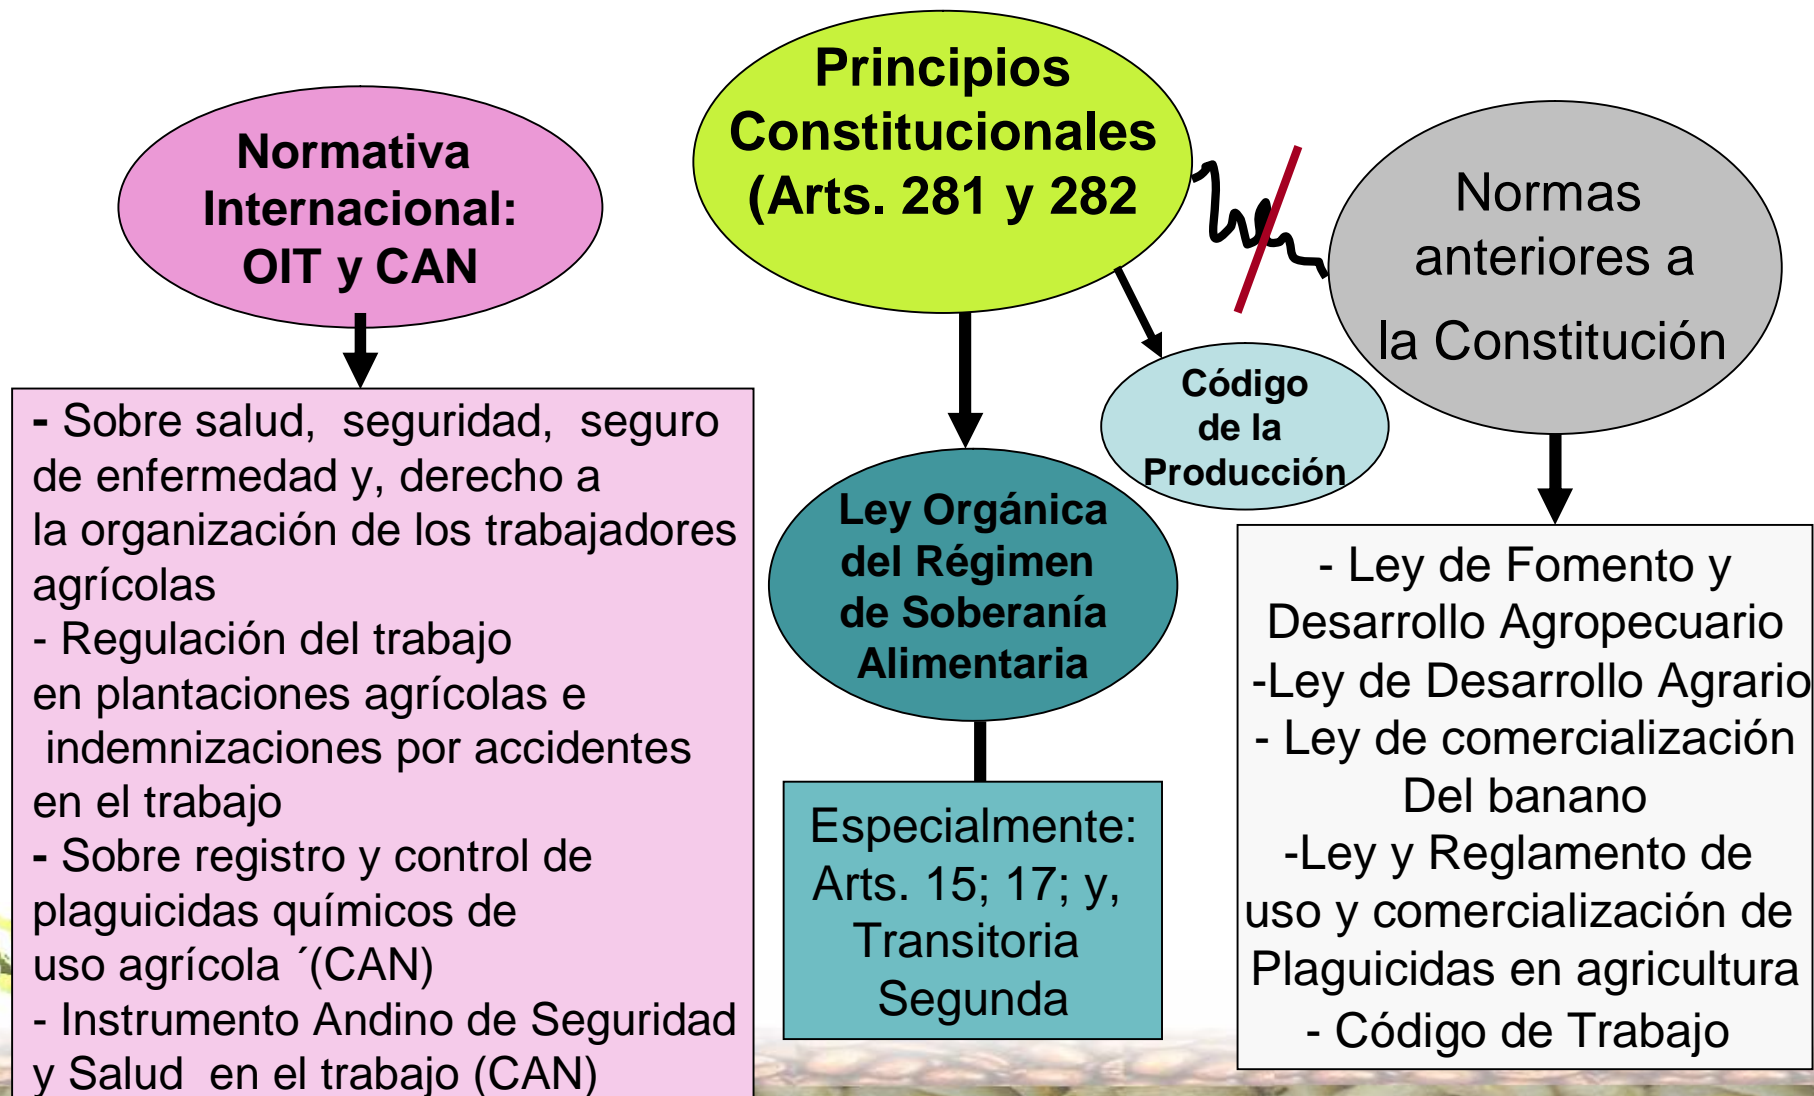 Normativa
Internacional:
OIT y CAN
- Sobre salud, seguridad, seguro
de enfermedad y, derecho a
la organización de los trabajadores
agrícolas
- Regulación del trabajo
en plantaciones agrícolas e
indemnizaciones por accidentes
en el trabajo
- Sobre registro y control de
plaguicidas químicos de
uso agrícola ´(CAN)
- Instrumento Andino de Seguridad
y Salud en el trabajo (CAN)
Principios
Constitucionales
(Arts. 281 y 282
Código
de la
Producción
Ley Orgánica
del Régimen
de Soberanía
Alimentaria
Especialmente:
Arts. 15; 17; y,
Transitoria
Segunda
Normas
anteriores a
la Constitución
- Ley de Fomento y
Desarrollo Agropecuario
-Ley de Desarrollo Agrario
- Ley de comercialización
Del banano
-Ley y Reglamento de
uso y comercialización de
Plaguicidas en agricultura
- Código de Trabajo